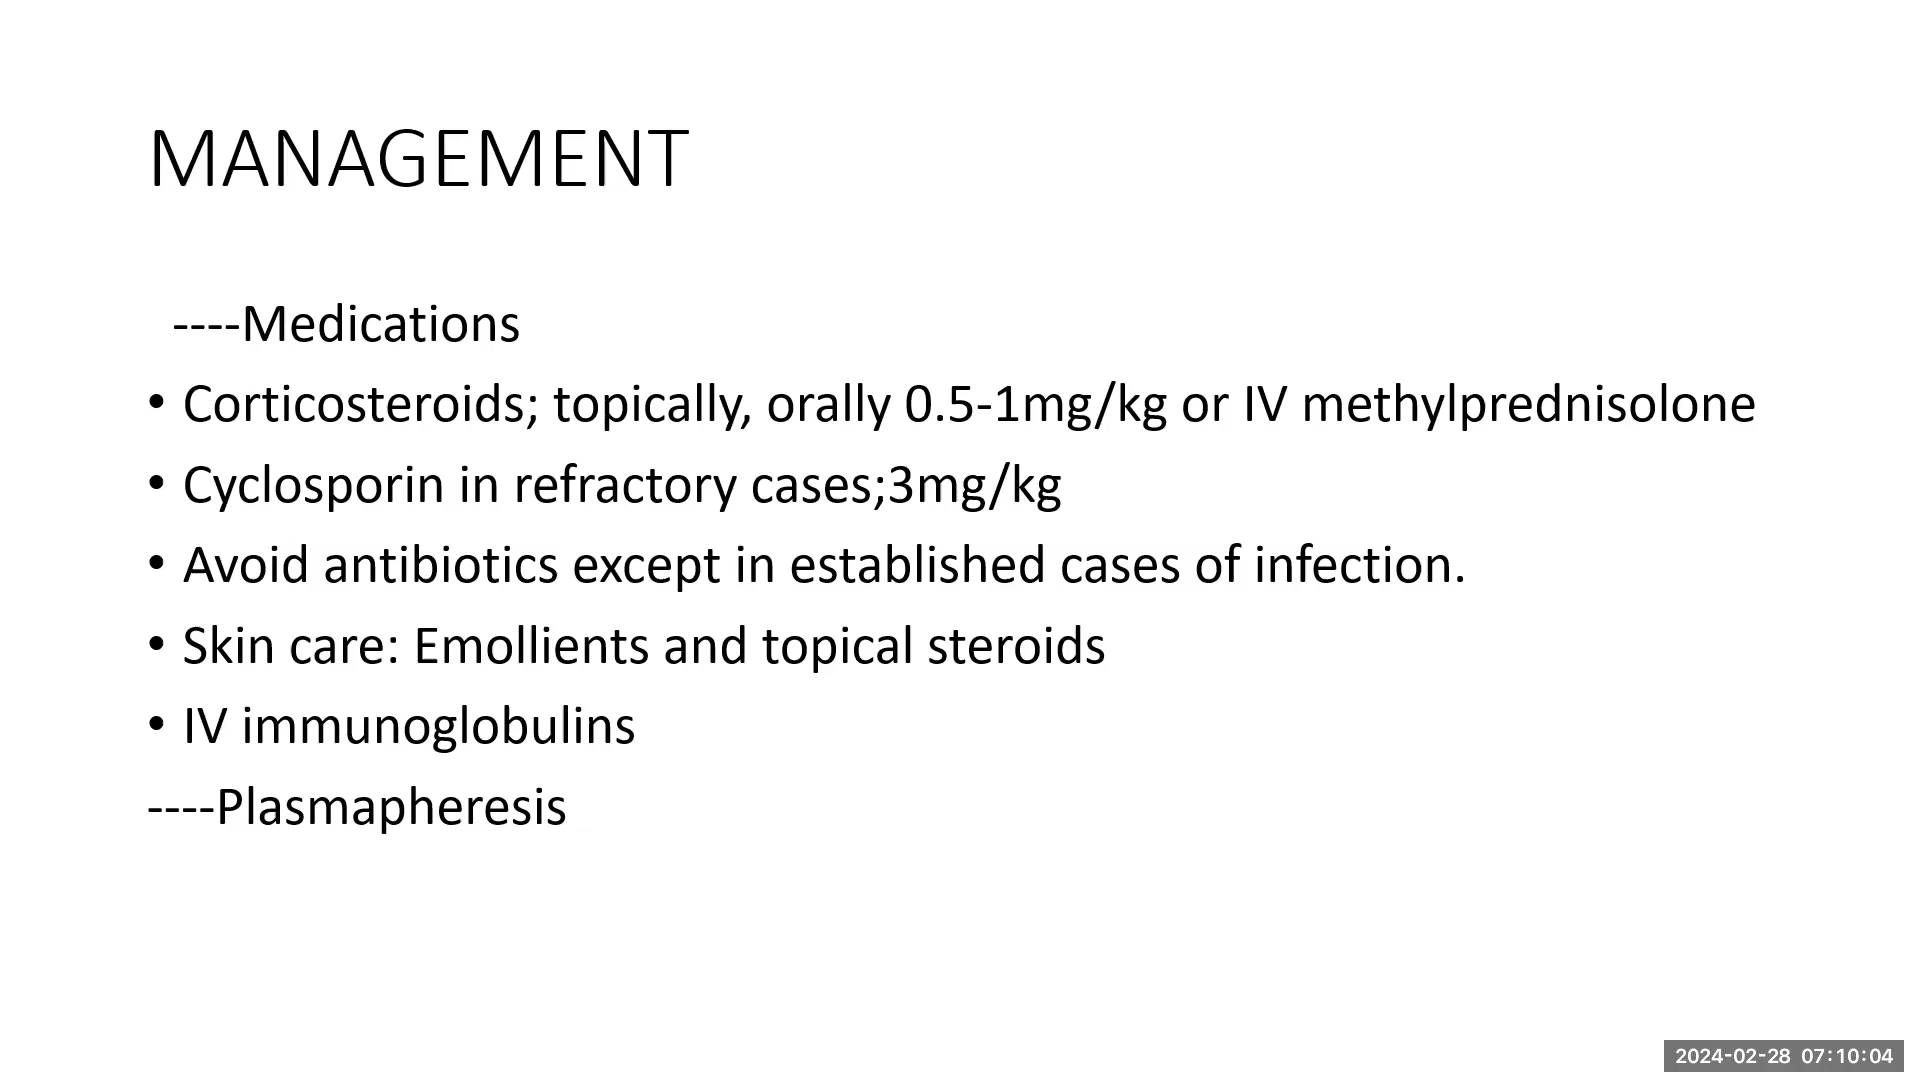 MANAGEMENT
----Medications
• Corticosteroids; topically, orally 0.5-1mg/kg or IV methylprednisolone
• Cyclosporin in refractory cases;3mg/kg
• Avoid antibiotics except in established cases of infection.
• Skin care: Emollients and topical steroids
• IV immunoglobulins
----Plasmapheresis
2024-02-28 07:10:04